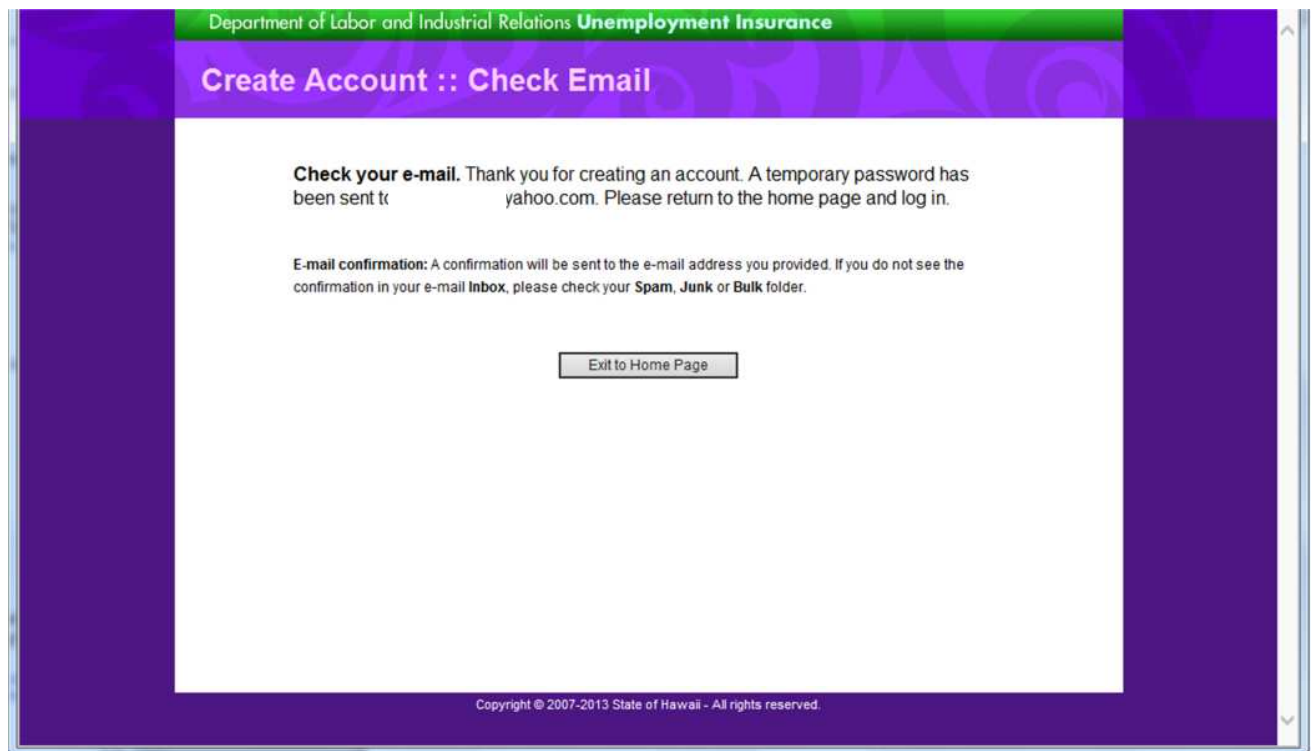 Department of Labor and Industrial Relations Unemployment Insurance
Create Account :: Check Email
Check your e-mail. Thank you for creating an account. A temporary password has
been sent to yahoo.com. Please return to the home page and log in.
E-mail confirmation: A confirmation will be sent to the e-mail address you provided. If you do not see the
confirmation in your e-mail Inbox, please check your Spam, Junk or Bulk folder.
Exit to Home Page
Copyright © 2007-2013 State of Hawaii - All rights reserved.